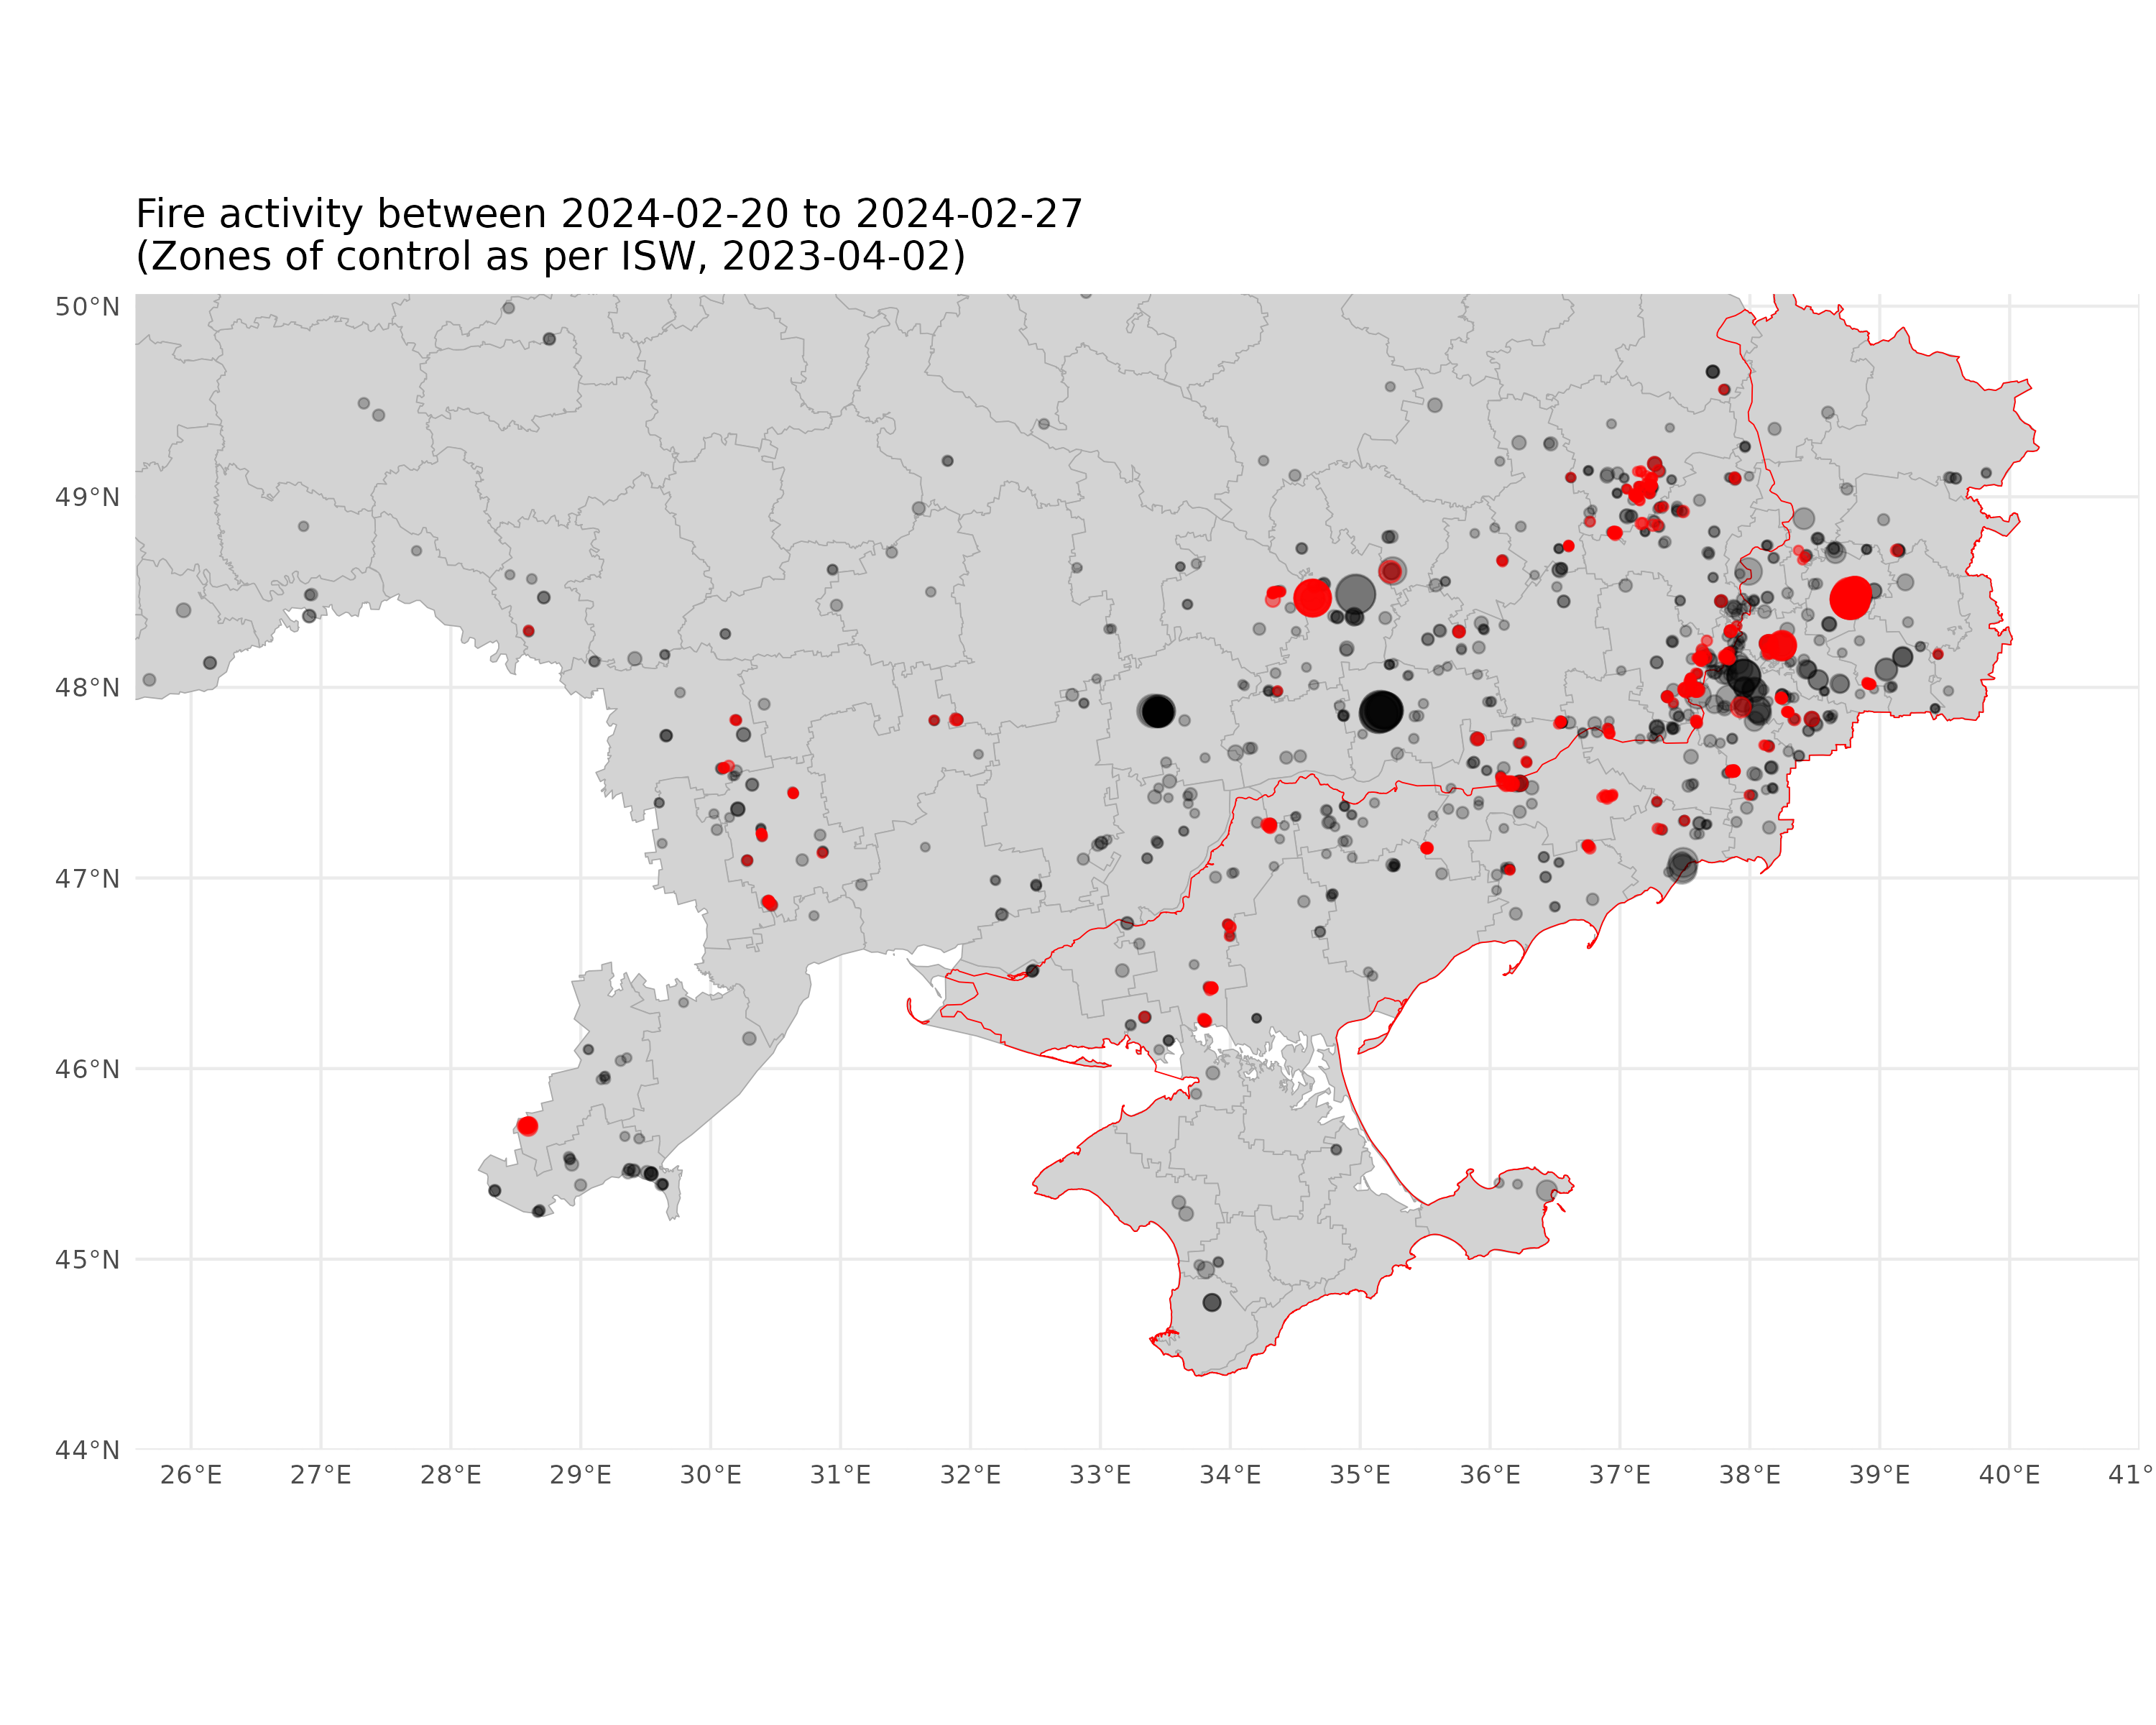 Fire activity between 2024-02-20 to 2024-02-27
(Zones of control as per ISW, 2023-04-02)
50°N
49°N
48°N
47°N
46°N
45°N
44°N
26°E 27°E 28°E 29°E 30°E 31°E 32°E 33°E 34°E 35°E 36°E 37°E 38°E 39°E 40°E 41°